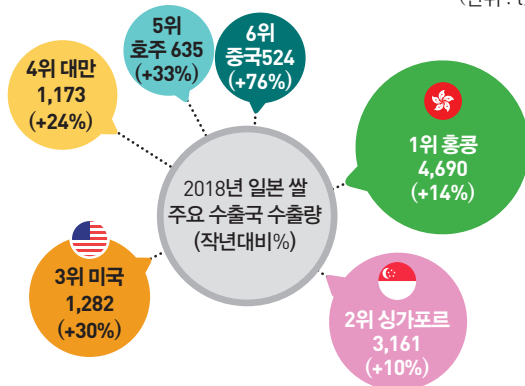 (단위 : t
5위
호주 635
(+33%)
6위
중국524
(+76%)
4위 대만
1,173
(+24%)
1위 홍콩
4,690
(+14%)
2018년 일본 쌀
주요 수출국 수출량
(작년대비%)
3위 미국
1,282
(+30%)
2위 싱가포르
3,161
(+10%)